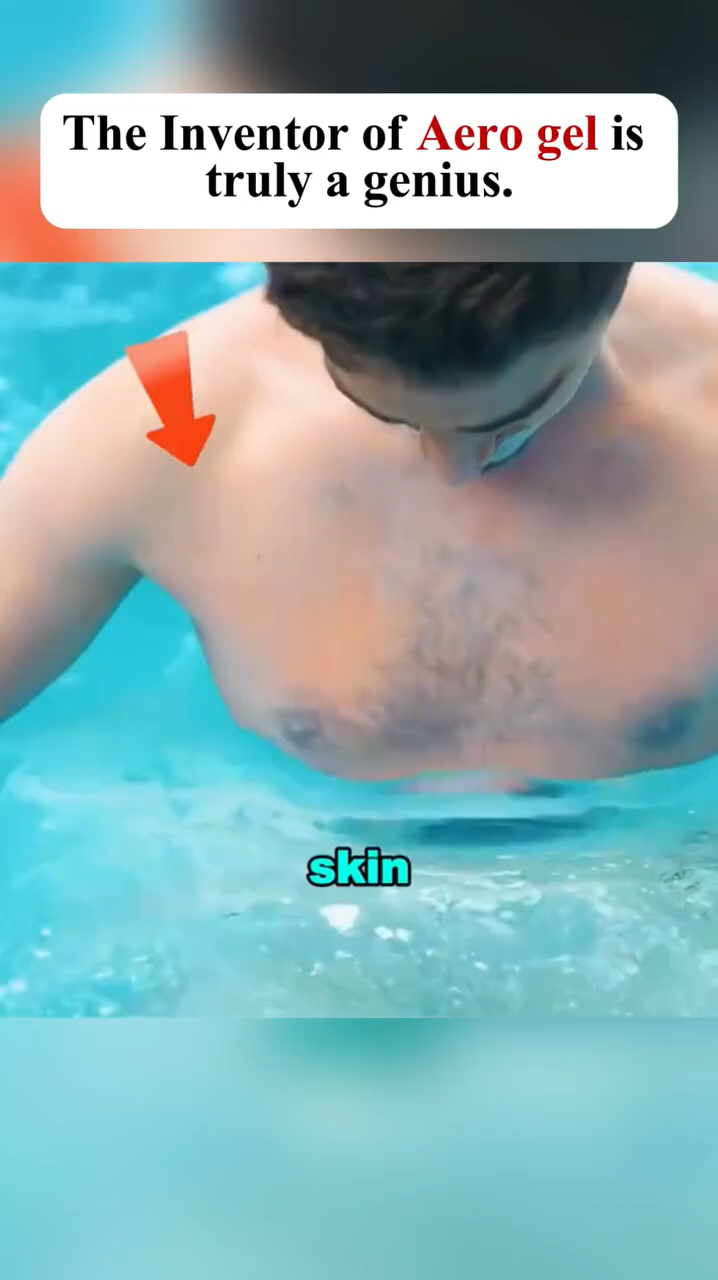 The Inventor of Aero gel is
truly a genius.
skin